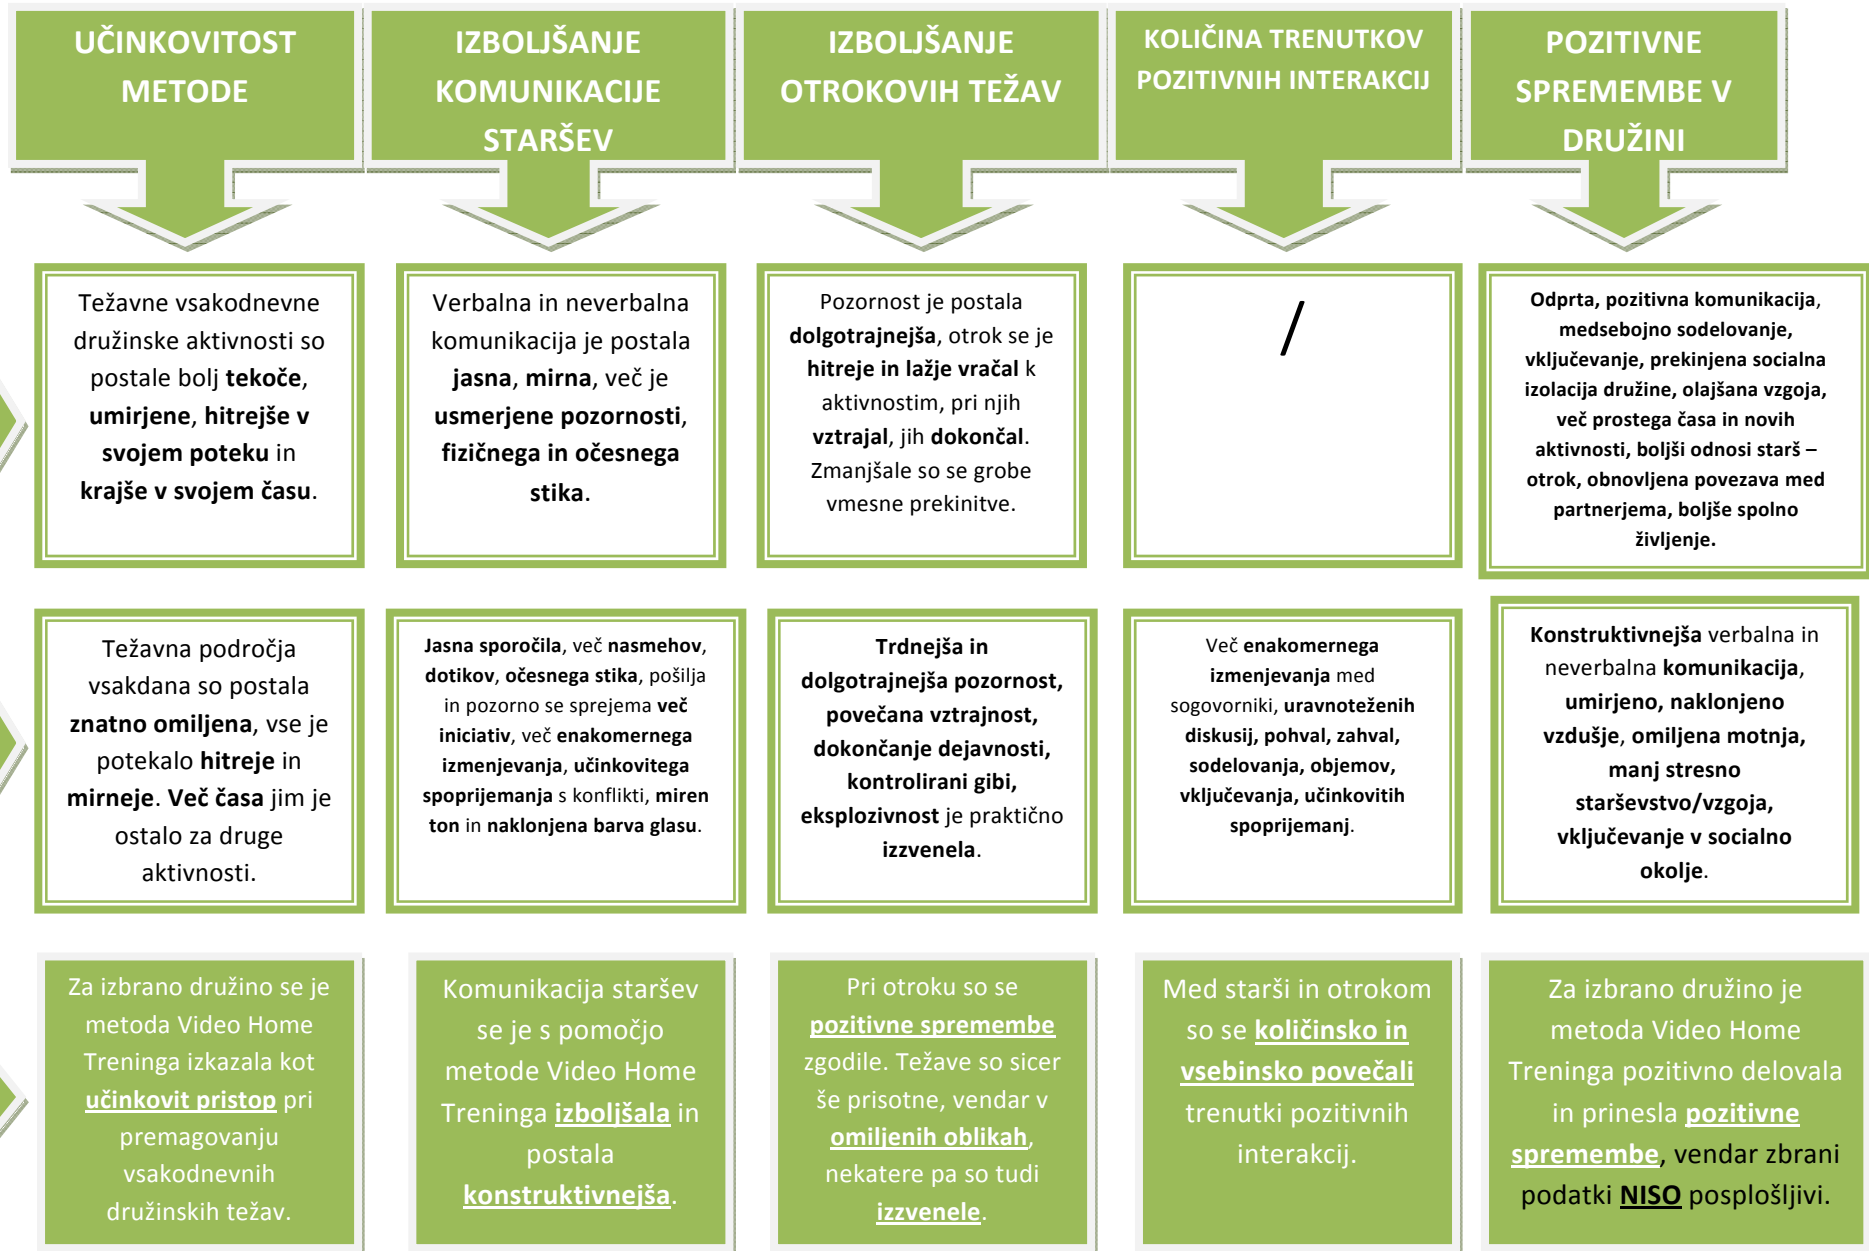 UČINKOVITOST
METODE
IZBOLJŠANJE
KOMUNIKACIJE
STARŠEV
IZBOLJŠANJE
OTROKOVIH TEŽAV
KOLIČINA TRENUTKOV
POZITIVNIH INTERAKCIJ
POZITIVNE
SPREMEMBE V
DRUŽINI
Težavne vsakodnevne
družinske aktivnosti so
postale bolj tekoče,
umirjene, hitrejše v
svojem poteku in
krajše v svojem času.
Verbalna in neverbalna
komunikacija je postala
jasna, mirna, več je
usmerjene pozornosti,
fizičnega in očesnega
stika.
Pozornost je postala
dolgotrajnejša, otrok se je
hitreje in lažje vračal k
aktivnostim, pri njih
vztrajal, jih dokončal.
Zmanjšale so se grobe
vmesne prekinitve.
/
Odprta, pozitivna komunikacija,
medsebojno sodelovanje,
vključevanje, prekinjena socialna
izolacija družine, olajšana vzgoja,
več prostega časa in novih
aktivnosti, boljši odnosi starš –
otrok, obnovljena povezava med
partnerjema, boljše spolno
življenje.
Težavna področja
vsakdana so postala
znatno omiljena, vse je
potekalo hitreje in
mirneje. Več časa jim je
ostalo za druge
aktivnosti.
Jasna sporočila, več nasmehov,
dotikov, očesnega stika, pošilja
in pozorno se sprejema več
iniciativ, več enakomernega
izmenjevanja, učinkovitega
spoprijemanja s konflikti, miren
ton in naklonjena barva glasu.
Trdnejša in
dolgotrajnejša pozornost,
povečana vztrajnost,
dokončanje dejavnosti,
kontrolirani gibi,
eksplozivnost je praktično
izzvenela.
Več enakomernega
izmenjevanja med
sogovorniki, uravnoteženih
diskusij, pohval, zahval,
sodelovanja, objemov,
vključevanja, učinkovitih
spoprijemanj.
Konstruktivnejša verbalna in
neverbalna komunikacija,
umirjeno, naklonjeno
vzdušje, omiljena motnja,
manj stresno
starševstvo/vzgoja,
vključevanje v socialno
okolje.
Za izbrano družino se je
metoda Video Home
Treninga izkazala kot
učinkovit pristop pri
premagovanju
vsakodnevnih
družinskih težav.
Komunikacija staršev
se je s pomočjo
metode Video Home
Treninga izboljšala in
postala
konstruktivnejša.
Pri otroku so se
pozitivne spremembe
zgodile. Težave so sicer
še prisotne, vendar v
omiljenih oblikah,
nekatere pa so tudi
izzvenele.
Med starši in otrokom
so se količinsko in
vsebinsko povečali
trenutki pozitivnih
interakcij.
Za izbrano družino je
metoda Video Home
Treninga pozitivno delovala
in prinesla pozitivne
spremembe, vendar zbrani
podatki NISO posplošljivi.